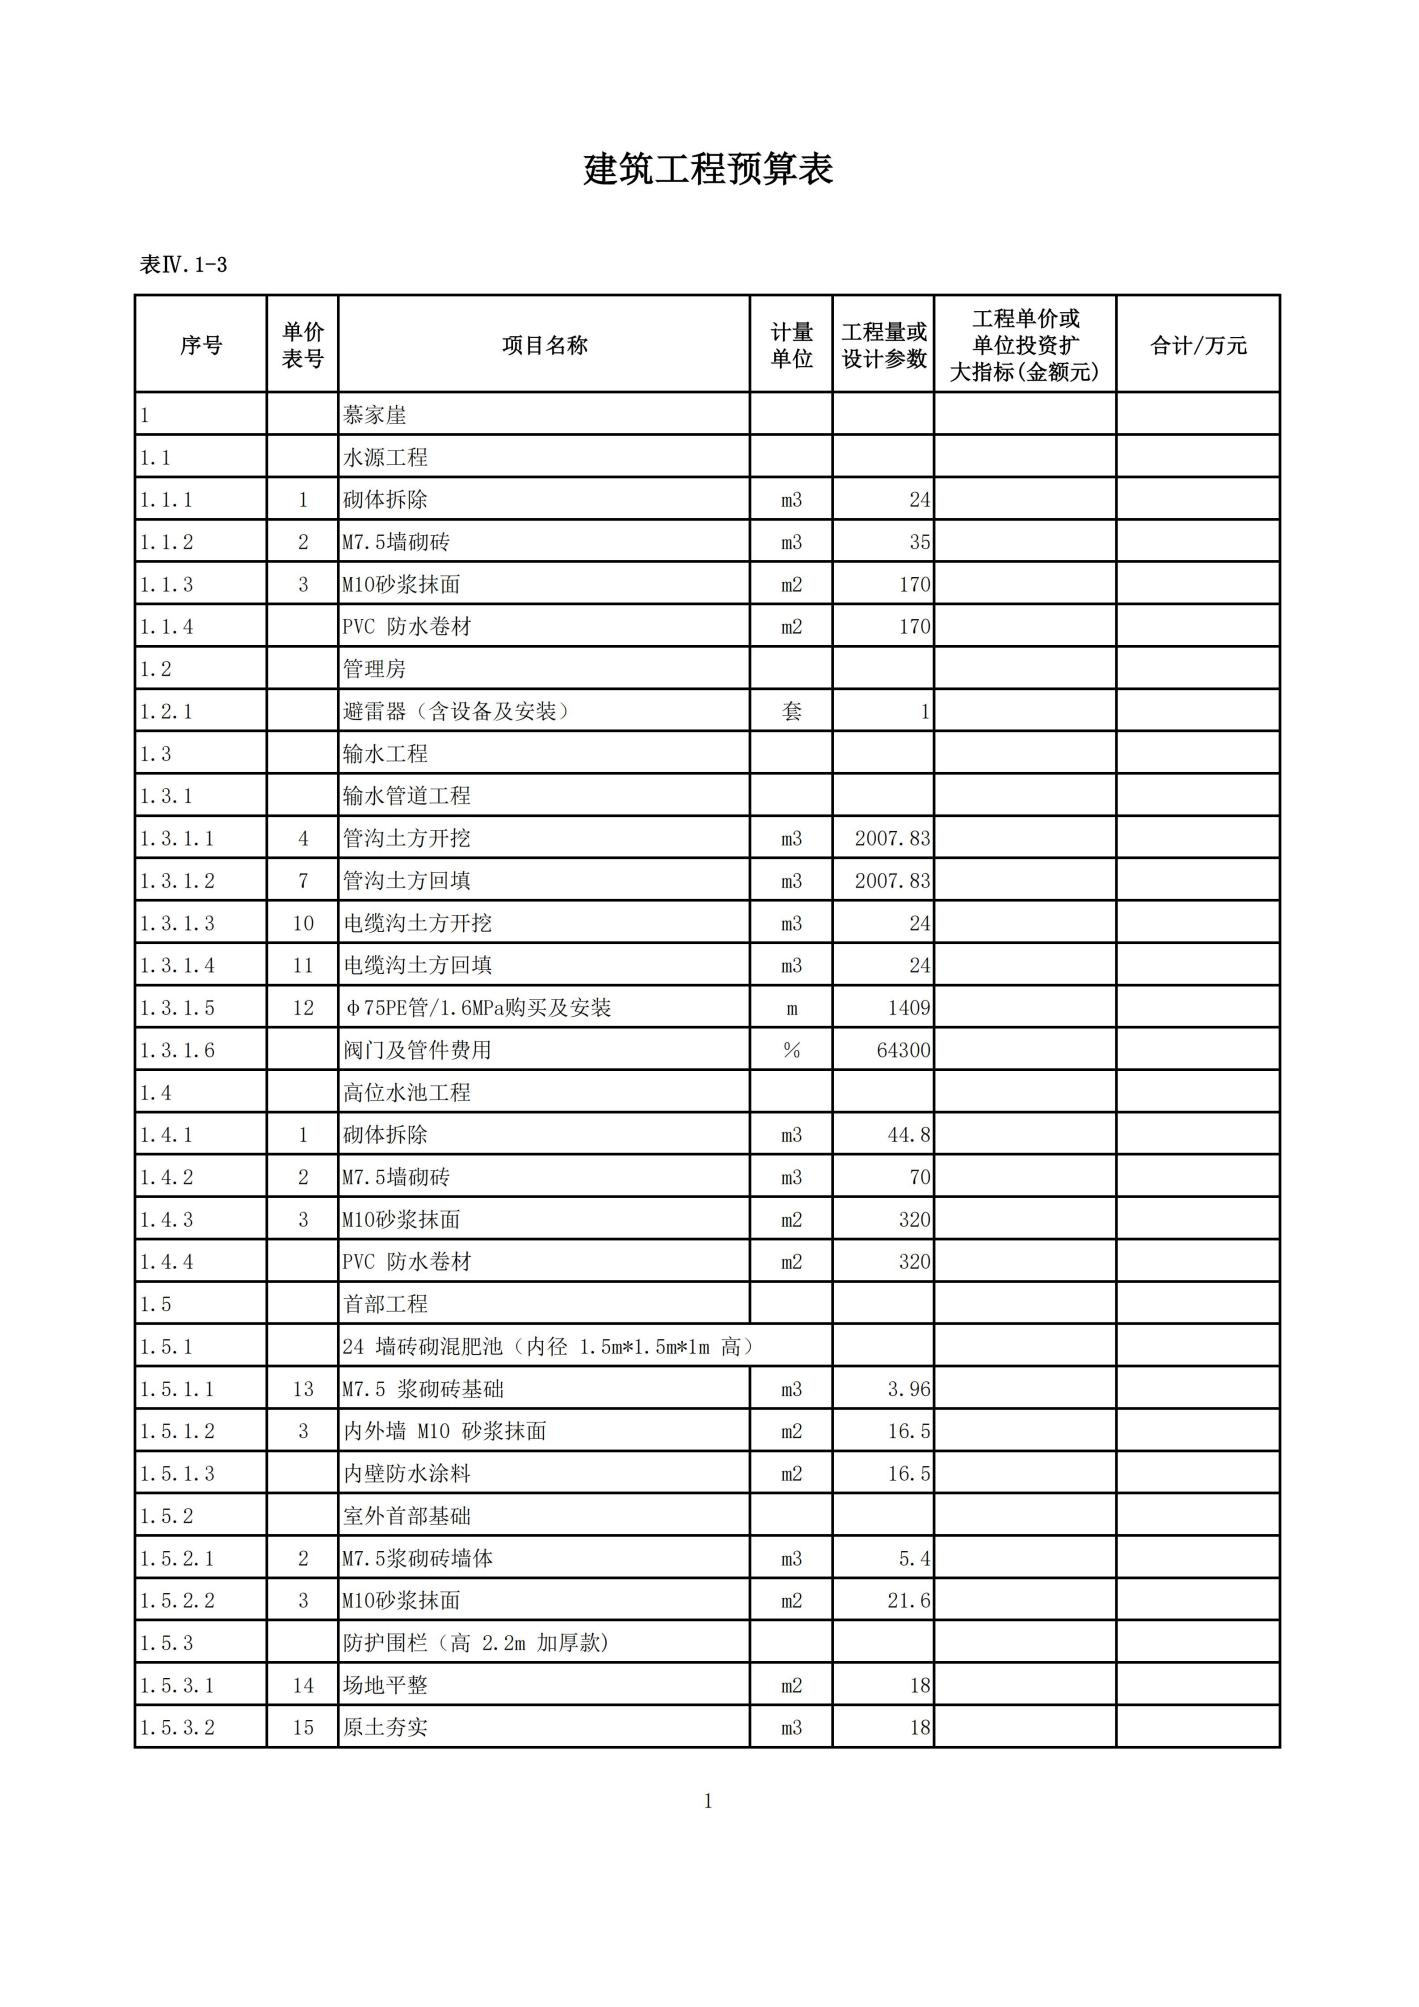 建筑工程预算表
表Ⅳ.1-3
序号 单价表号 项目名称 计量单位 工程量或设计参数 工程单价或单位投资扩大指标(金额元) 合计/万元
1 慕家崖
1.1 水源工程
1.1.1 1 砌体拆除 m3 24
1.1.2 2 M7.5墙砌砖 m3 35
1.1.3 3 M10砂浆抹面 m2 170
1.1.4 PVC 防水卷材 m2 170
1.2 管理房
1.2.1 避雷器（含设备及安装） 套 1
1.3 输水工程
1.3.1 输水管道工程
1.3.1.1 4 管沟土方开挖 m3 2007.83
1.3.1.2 7 管沟土方回填 m3 2007.83
1.3.1.3 10 电缆沟土方开挖 m3 24
1.3.1.4 11 电缆沟土方回填 m3 24
1.3.1.5 12 φ75PE管/1.6MPa购买及安装 m 1409
1.3.1.6 阀门及管件费用 % 64300
1.4 高位水池工程
1.4.1 1 砌体拆除 m3 44.8
1.4.2 2 M7.5墙砌砖 m3 70
1.4.3 3 M10砂浆抹面 m2 320
1.4.4 PVC 防水卷材 m2 320
1.5 首部工程
1.5.1 24 墙砖砌混肥池（内径 1.5m*1.5m*1m 高）
1.5.1.1 13 M7.5 浆砌砖基础 m3 3.96
1.5.1.2 3 内外墙 M10 砂浆抹面 m2 16.5
1.5.1.3 内壁防水涂料 m2 16.5
1.5.2 室外首部基础
1.5.2.1 2 M7.5浆砌砖墙体 m3 5.4
1.5.2.2 3 M10砂浆抹面 m2 21.6
1.5.3 防护围栏（高 2.2m 加厚款)
1.5.3.1 14 场地平整 m2 18
1.5.3.2 15 原土夯实 m3 18
1